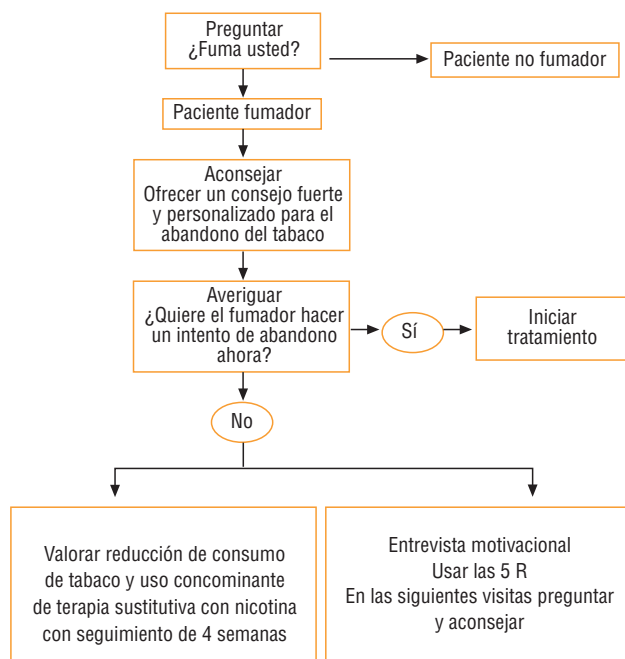 Preguntar
¿Fuma usted?
Paciente no fumador
Paciente fumador
Aconsejar
Ofrecer un consejo fuerte
y personalizado para el
abandono del tabaco
Averiguar
¿Quiere el fumador hacer
un intento de abandono
ahora?
Sí
Iniciar
tratamiento
No
Valorar reducción de consumo
de tabaco y uso concominante
de terapia sustitutiva con nicotina
con seguimiento de 4 semanas
Entrevista motivacional
Usar las 5 R
En las siguientes visitas preguntar
y aconsejar